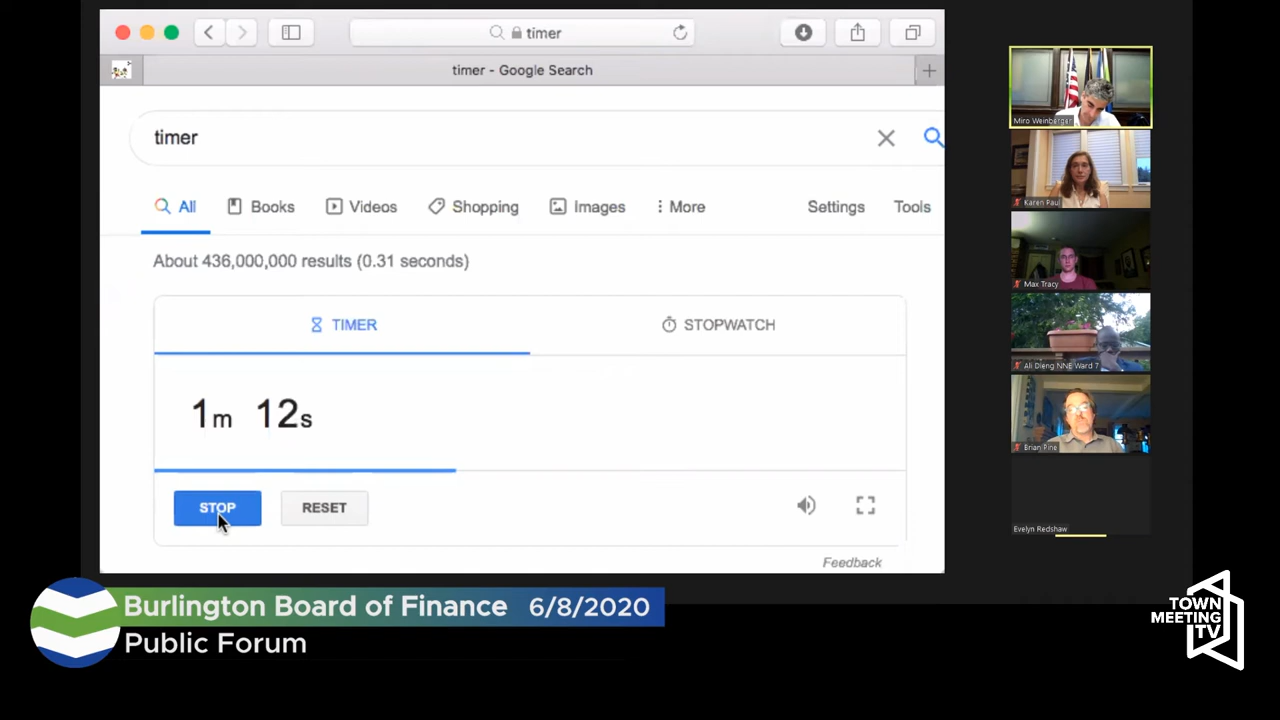 timer
timer - Google Search
timer
All
Books
Videos
Shopping
Images
More
Settings
Tools
About 436,000,000 results (0.31 seconds)
TIMER
STOPWATCH
1m 12s
STOP
RESET
Feedback
Miro Weinberger
Karen Paul
Max Tracy
Ali Dieng NNE Ward 7
Brian Pine
Evelyn Redshaw
Burlington Board of Finance 6/8/2020
Public Forum
TOWN
MEETING
TV